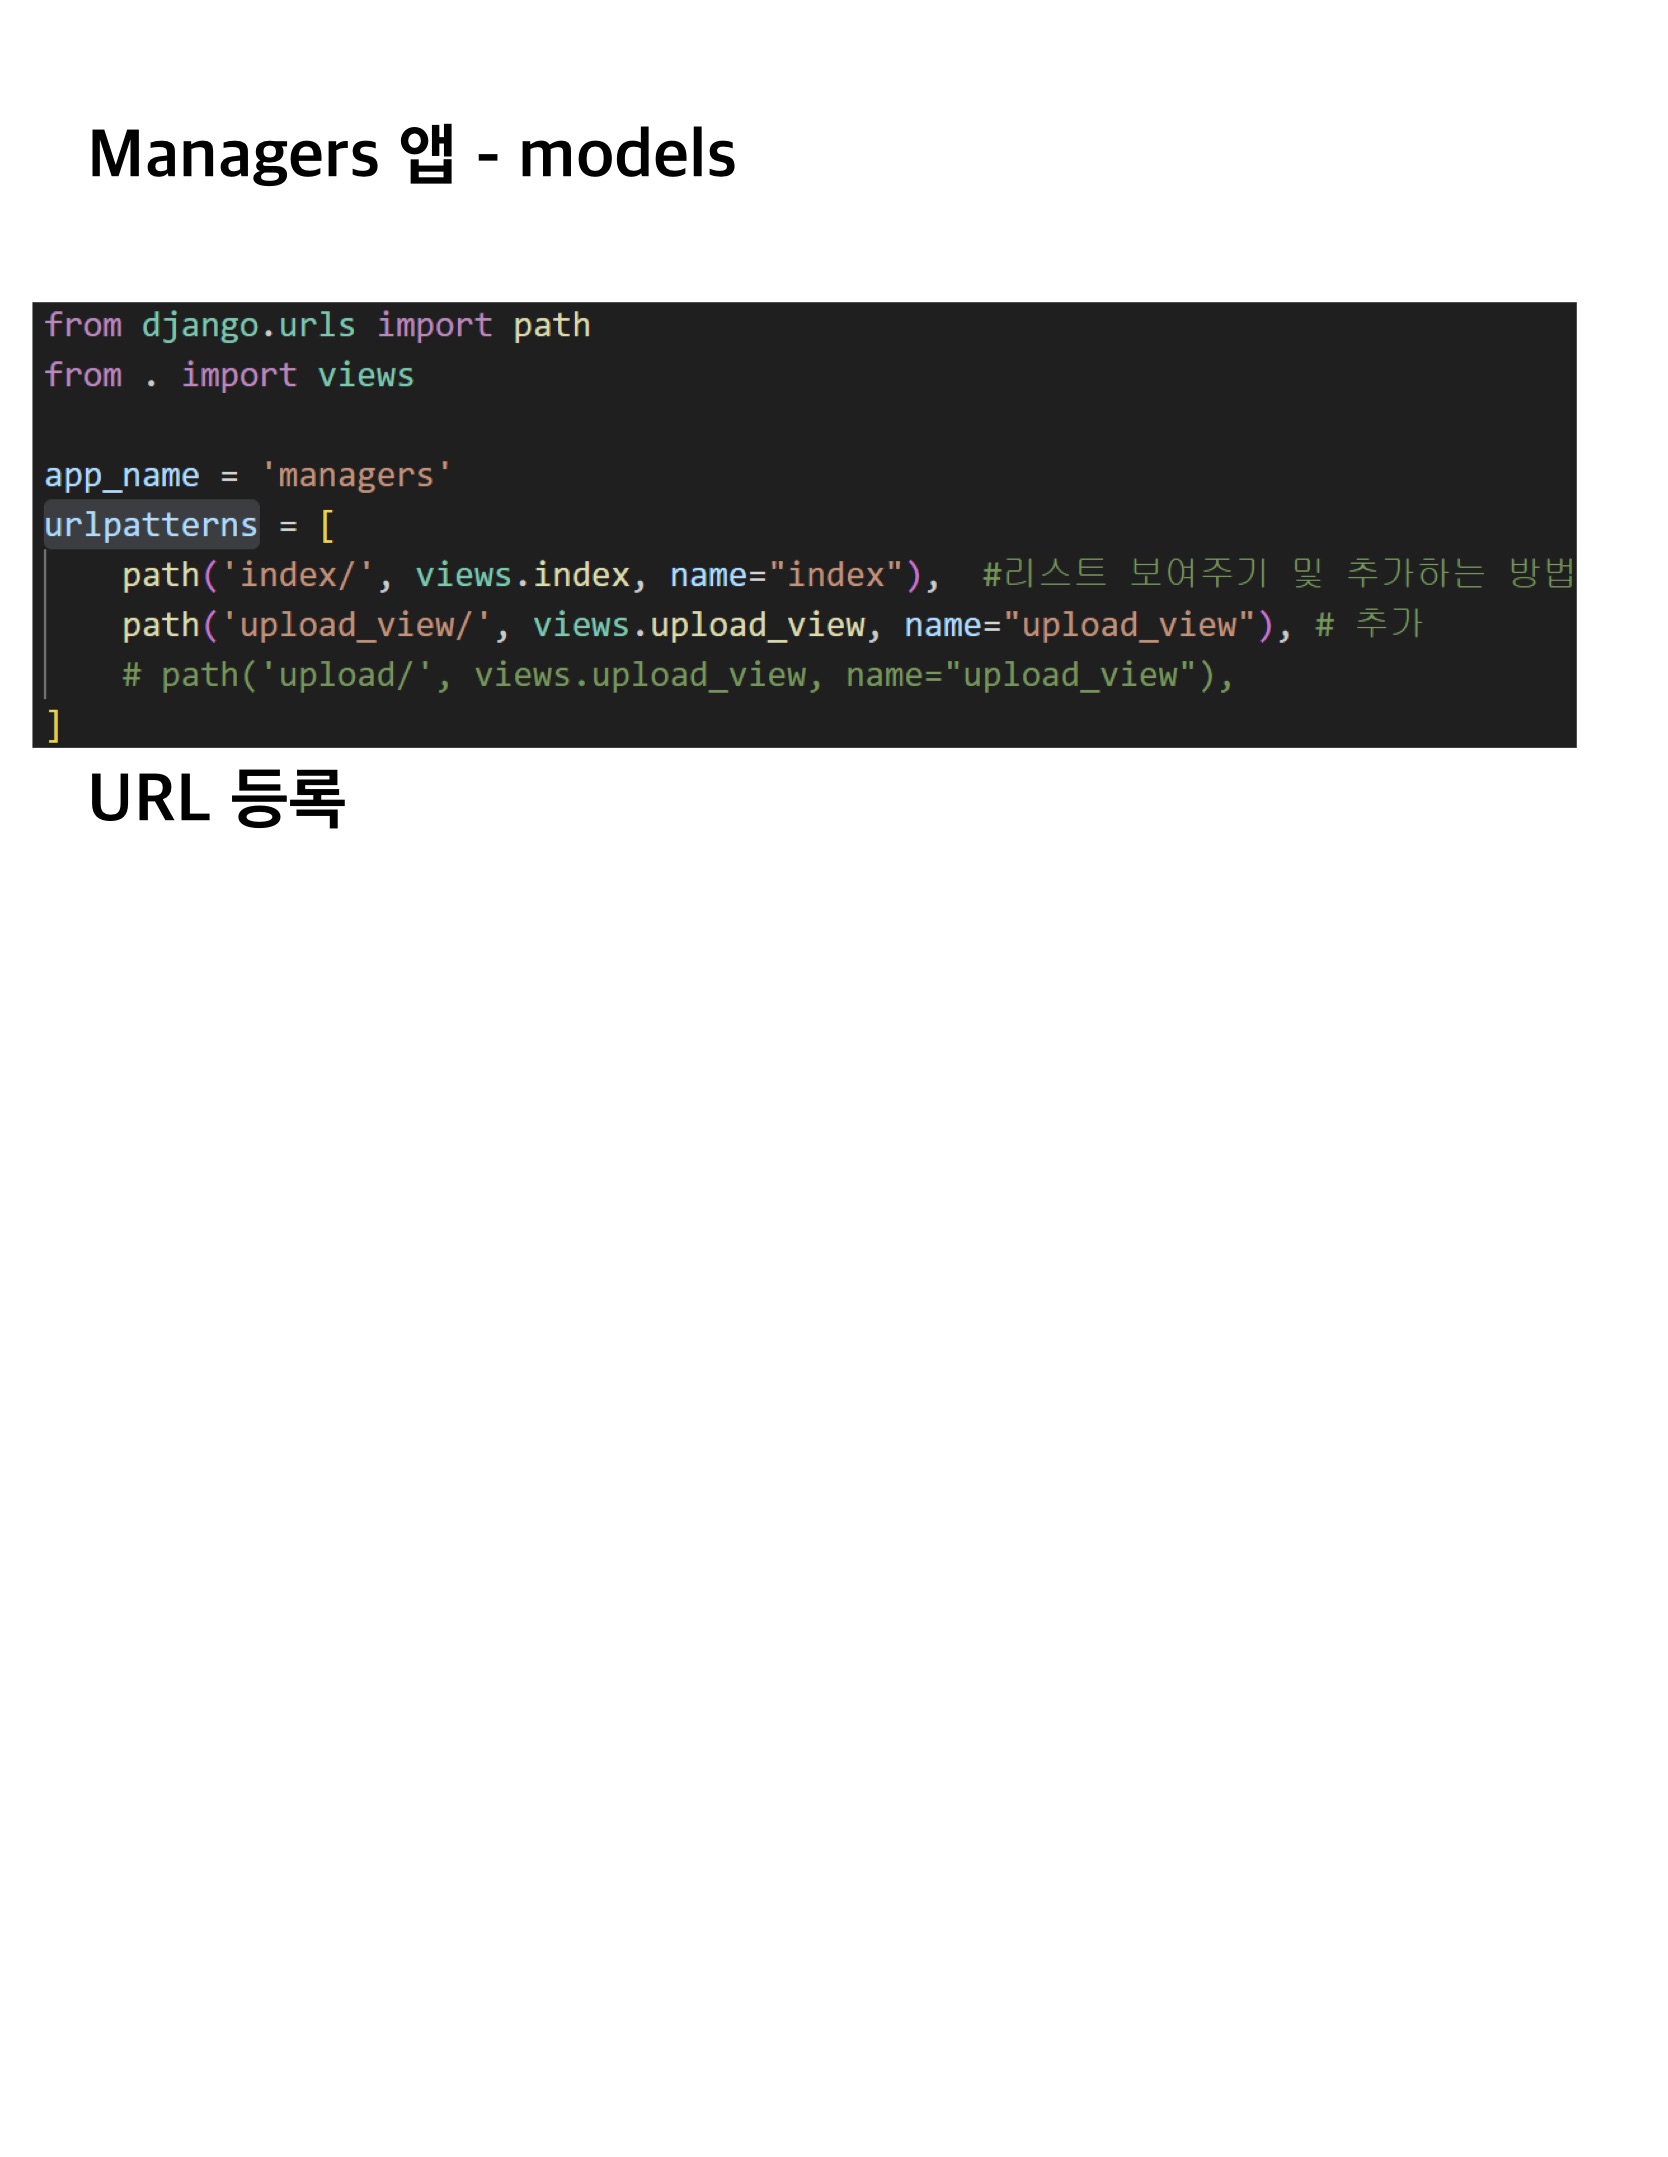 Managers 앱 - models
from django.urls import path
from . import views
app_name = 'managers'
urlpatterns = [
    path('index/', views.index, name="index"),  #리스트 보여주기 및 추가하는 방법
    path('upload_view/', views.upload_view, name="upload_view"), # 추가
    # path('upload/', views.upload_view, name="upload_view"),
]
URL 등록